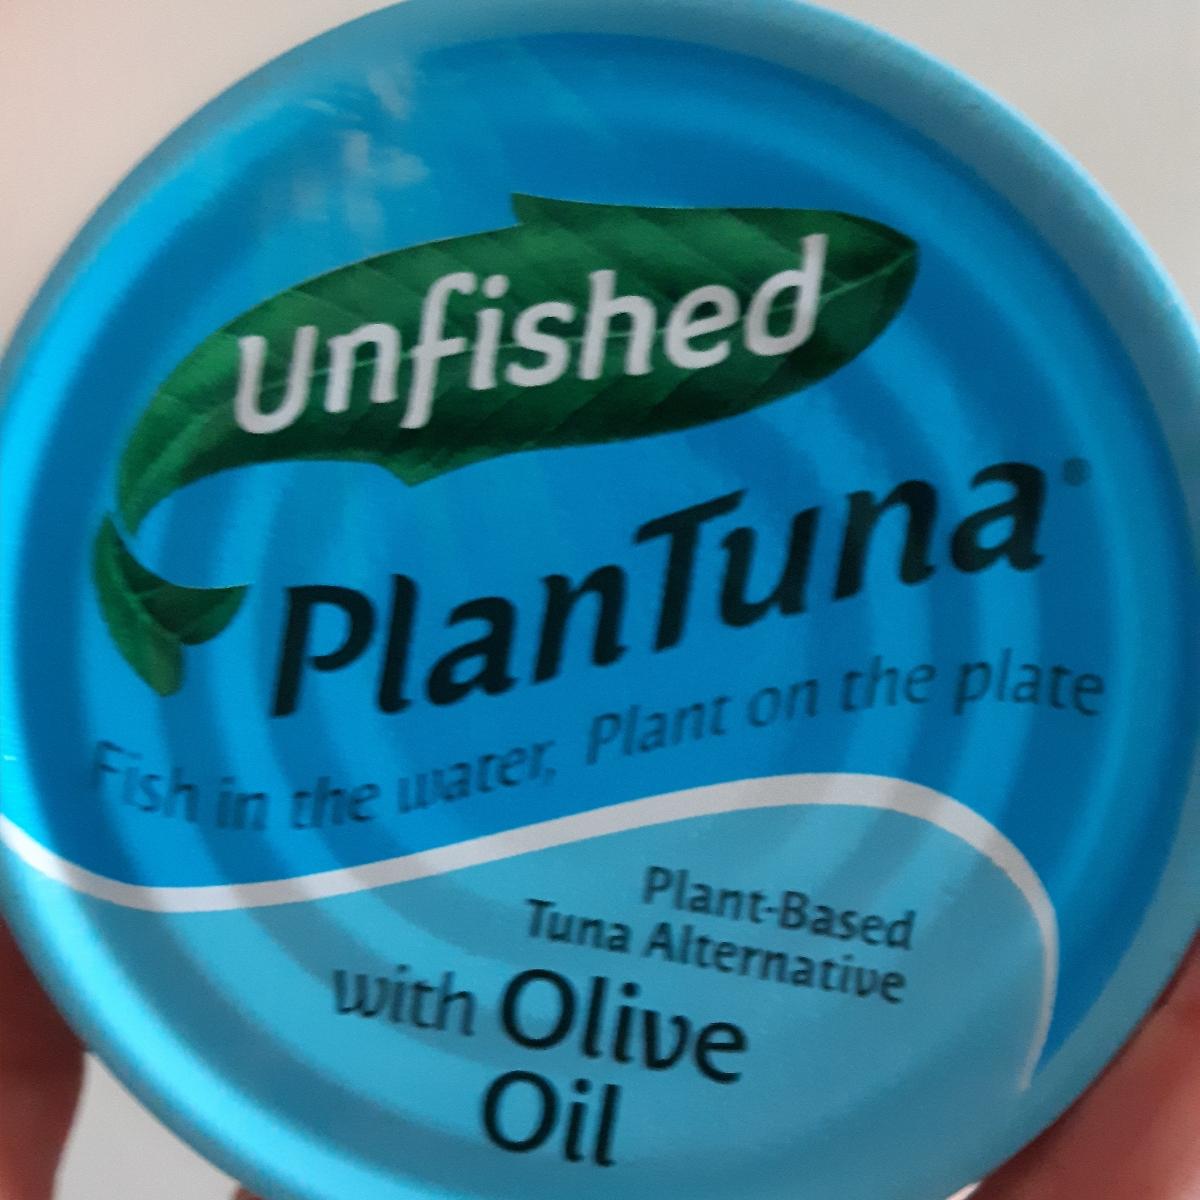 unfished
PlanTuna®
Fish in the water, Plant on the plate
Plant-Based
Tuna Alternative
with Olive
Oil